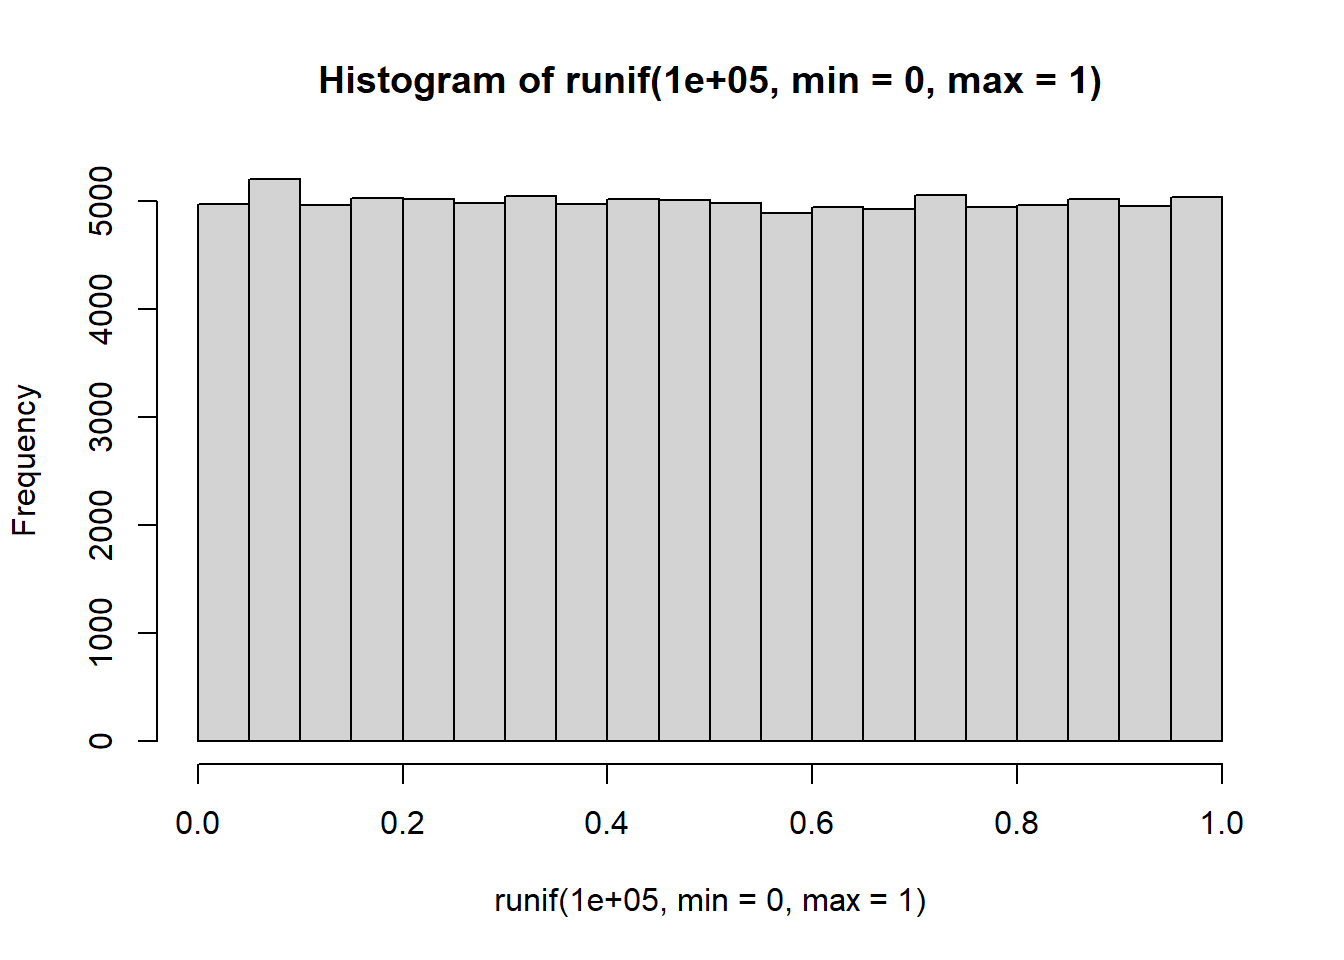 Histogram of runif(1e+05, min = 0, max = 1)
Frequency
5000
4000
3000
2000
1000
0
0.0 0.2 0.4 0.6 0.8 1.0
runif(1e+05, min = 0, max = 1)